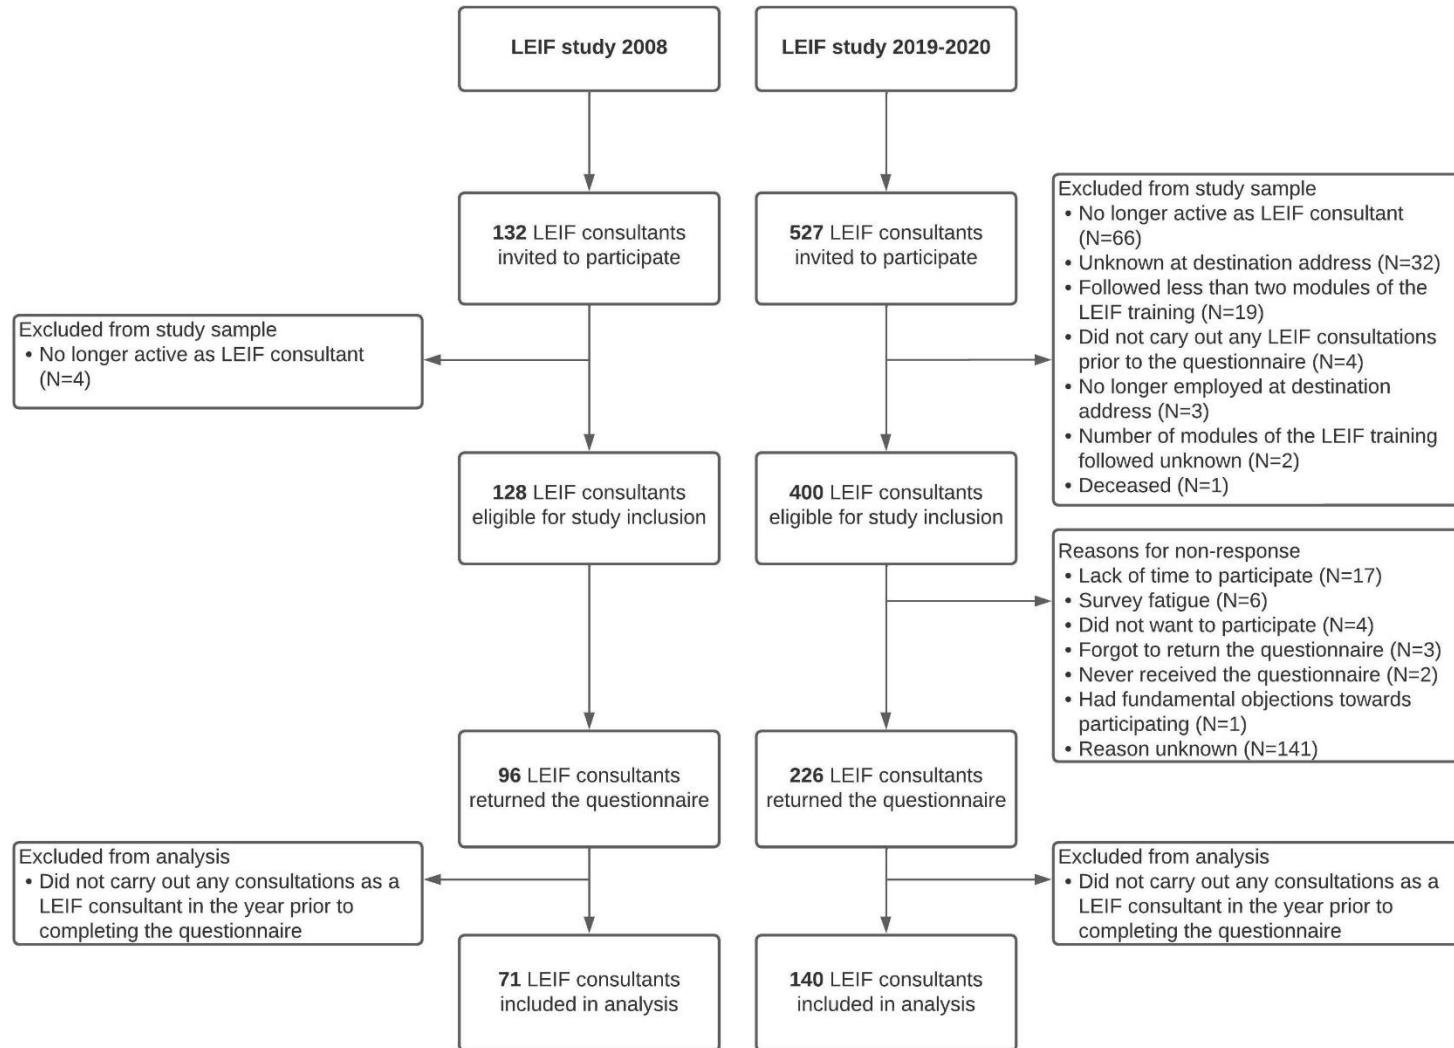 LEIF study 2008
LEIF study 2019-2020
132 LEIF consultants
invited to participate
527 LEIF consultants
invited to participate
Excluded from study sample
• No longer active as LEIF consultant
(N=66)
• Unknown at destination address (N=32)
• Followed less than two modules of the
LEIF training (N=19)
• Did not carry out any LEIF consultations
prior to the questionnaire (N=4)
• No longer employed at destination
address (N=3)
• Number of modules of the LEIF training
followed unknown (N=2)
• Deceased (N=1)
Excluded from study sample
• No longer active as LEIF consultant
(N=4)
128 LEIF consultants
eligible for study inclusion
400 LEIF consultants
eligible for study inclusion
Reasons for non-response
• Lack of time to participate (N=17)
• Survey fatigue (N=6)
• Did not want to participate (N=4)
• Forgot to return the questionnaire (N=3)
• Never received the questionnaire (N=2)
• Had fundamental objections towards
participating (N=1)
• Reason unknown (N=141)
96 LEIF consultants
returned the questionnaire
226 LEIF consultants
returned the questionnaire
Excluded from analysis
• Did not carry out any consultations as a
LEIF consultant in the year prior to
completing the questionnaire
Excluded from analysis
• Did not carry out any consultations as a
LEIF consultant in the year prior to
completing the questionnaire
71 LEIF consultants
included in analysis
140 LEIF consultants
included in analysis